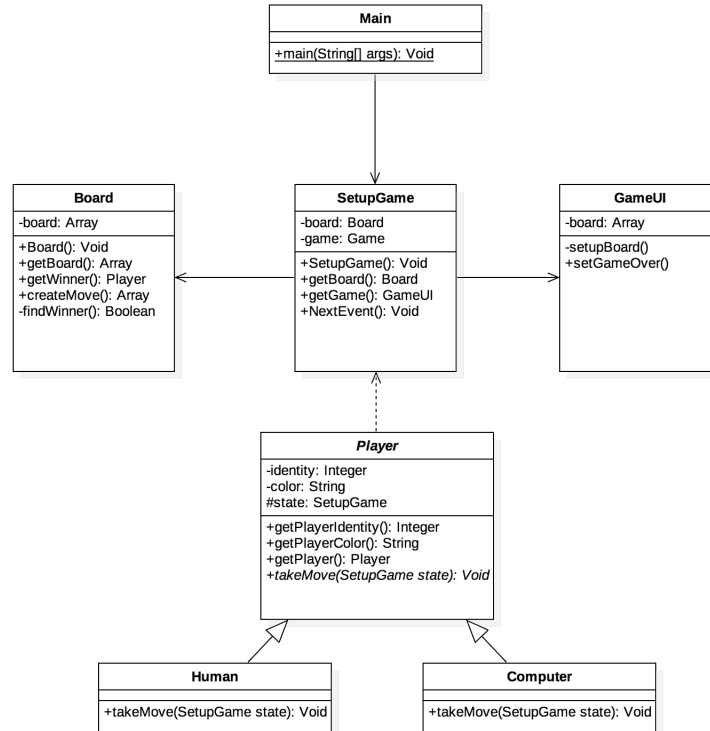 Main
+main(String[] args): Void
Board
-board: Array
+Board(): Void
+getBoard(): Array
+getWinner(): Player
+createMove(): Array
-findWinner(): Boolean
SetupGame
-board: Board
-game: Game
+SetupGame(): Void
+getBoard(): Board
+getGame(): GameUI
+NextEvent(): Void
GameUI
-board: Array
-setupBoard()
+setGameOver()
Player
-identity: Integer
-color: String
#state: SetupGame
+getPlayerIdentity(): Integer
+getPlayerColor(): String
+getPlayer(): Player
+takeMove(SetupGame state): Void
Human
+takeMove(SetupGame state): Void
Computer
+takeMove(SetupGame state): Void